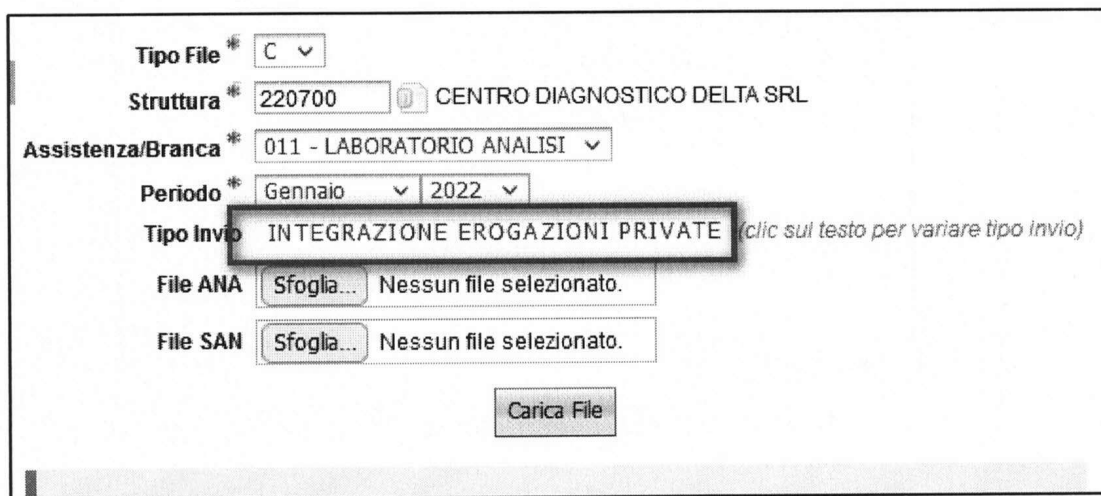 Tipo File * C
Struttura * 220700 CENTRO DIAGNOSTICO DELTA SRL
Assistenza/Branca * 011 - LABORATORIO ANALISI
Periodo * Gennaio 2022
Tipo Invio INTEGRAZIONE EROGAZIONI PRIVATE (clic sul testo per variare tipo invio)
File ANA Sfoglia... Nessun file selezionato.
File SAN Sfoglia... Nessun file selezionato.
Carica File